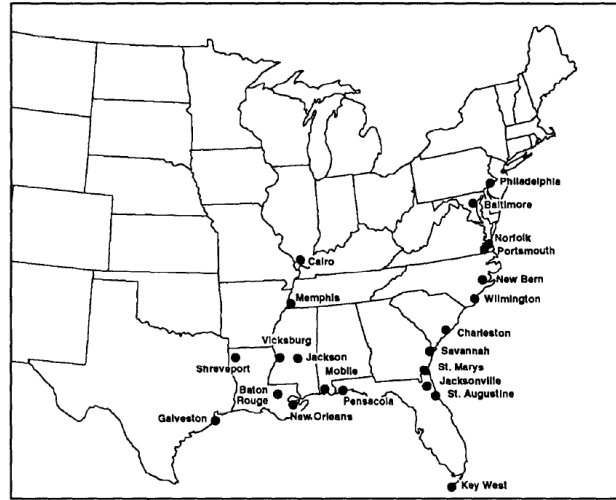 Philadelphia
Baltimore
Norfolk
Portsmouth
Cairo
New Bern
Memphis
Wilmington
Charleston
Vicksburg
Savannah
Shreveport
Jackson
St. Marys
Mobile
Jacksonville
Baton
Rouge
Pensacola
St. Augustine
New Orleans
Galveston
Key West